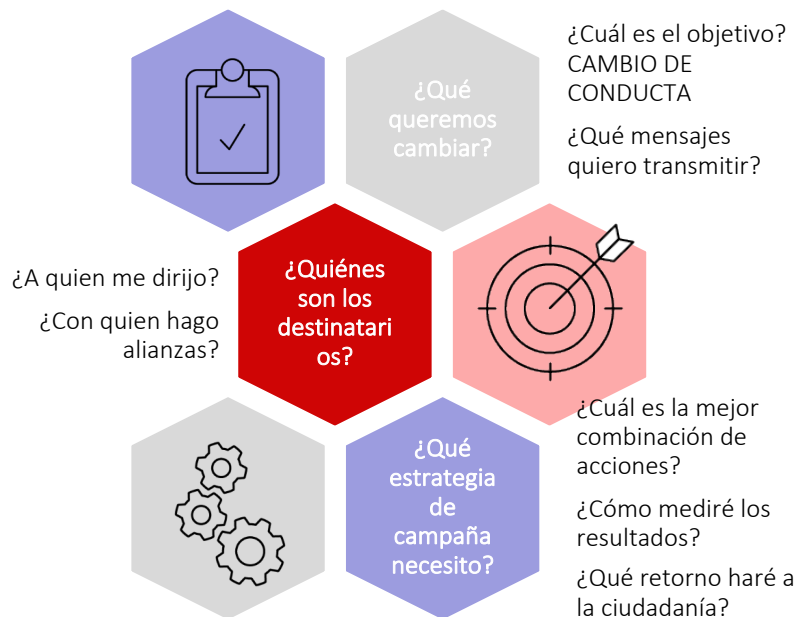 ¿Qué
queremos
cambiar?
¿Cuál es el objetivo?
CAMBIO DE
CONDUCTA
¿Qué mensajes
quiero transmitir?
¿A quien me dirijo?
¿Con quien hago
alianzas?
¿Quiénes
son los
destinatari
os?
¿Qué
estrategia
de
campaña
necesito?
¿Cuál es la mejor
combinación de
acciones?
¿Cómo mediré los
resultados?
¿Qué retorno haré a
la ciudadanía?